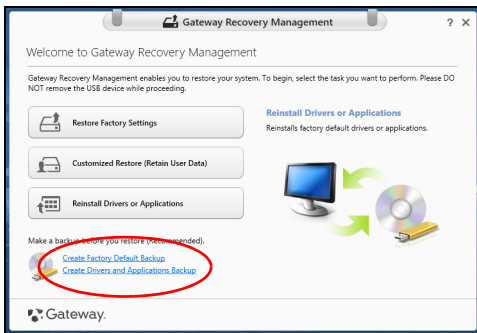 Gateway Recovery Management
? X
Welcome to Gateway Recovery Management
Gateway Recovery Management enables you to restore your system. To begin, select the task you want to perform. Please DO
NOT remove the USB device while proceeding.
Restore Factory Settings
Customized Restore (Retain User Data)
Reinstall Drivers or Applications
Reinstall Drivers or Applications
Reinstalls factory default drivers or applications.
Make a backup before you restore (Recommended).
Create Factory Default Backup
Create Drivers and Applications Backup
Gateway.